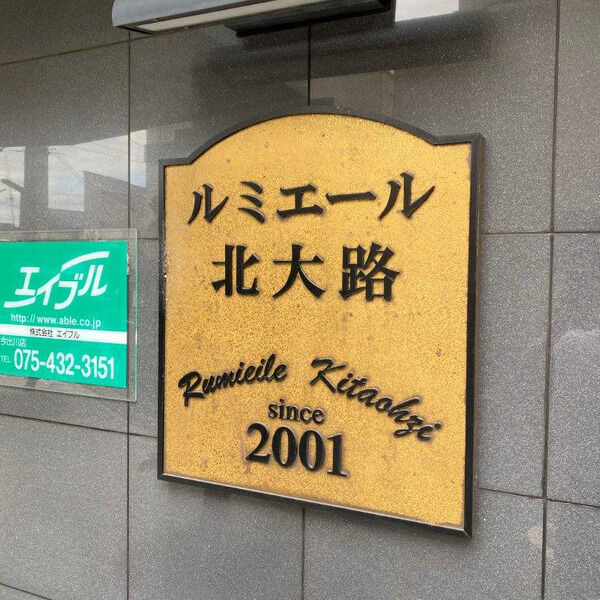 ルミエール
北大路
Rumieile Kitaohzi
since
2001
エイブル
http://www.able.co.jp
株式会社 エイブル
今出川店
TEL 075-432-3151